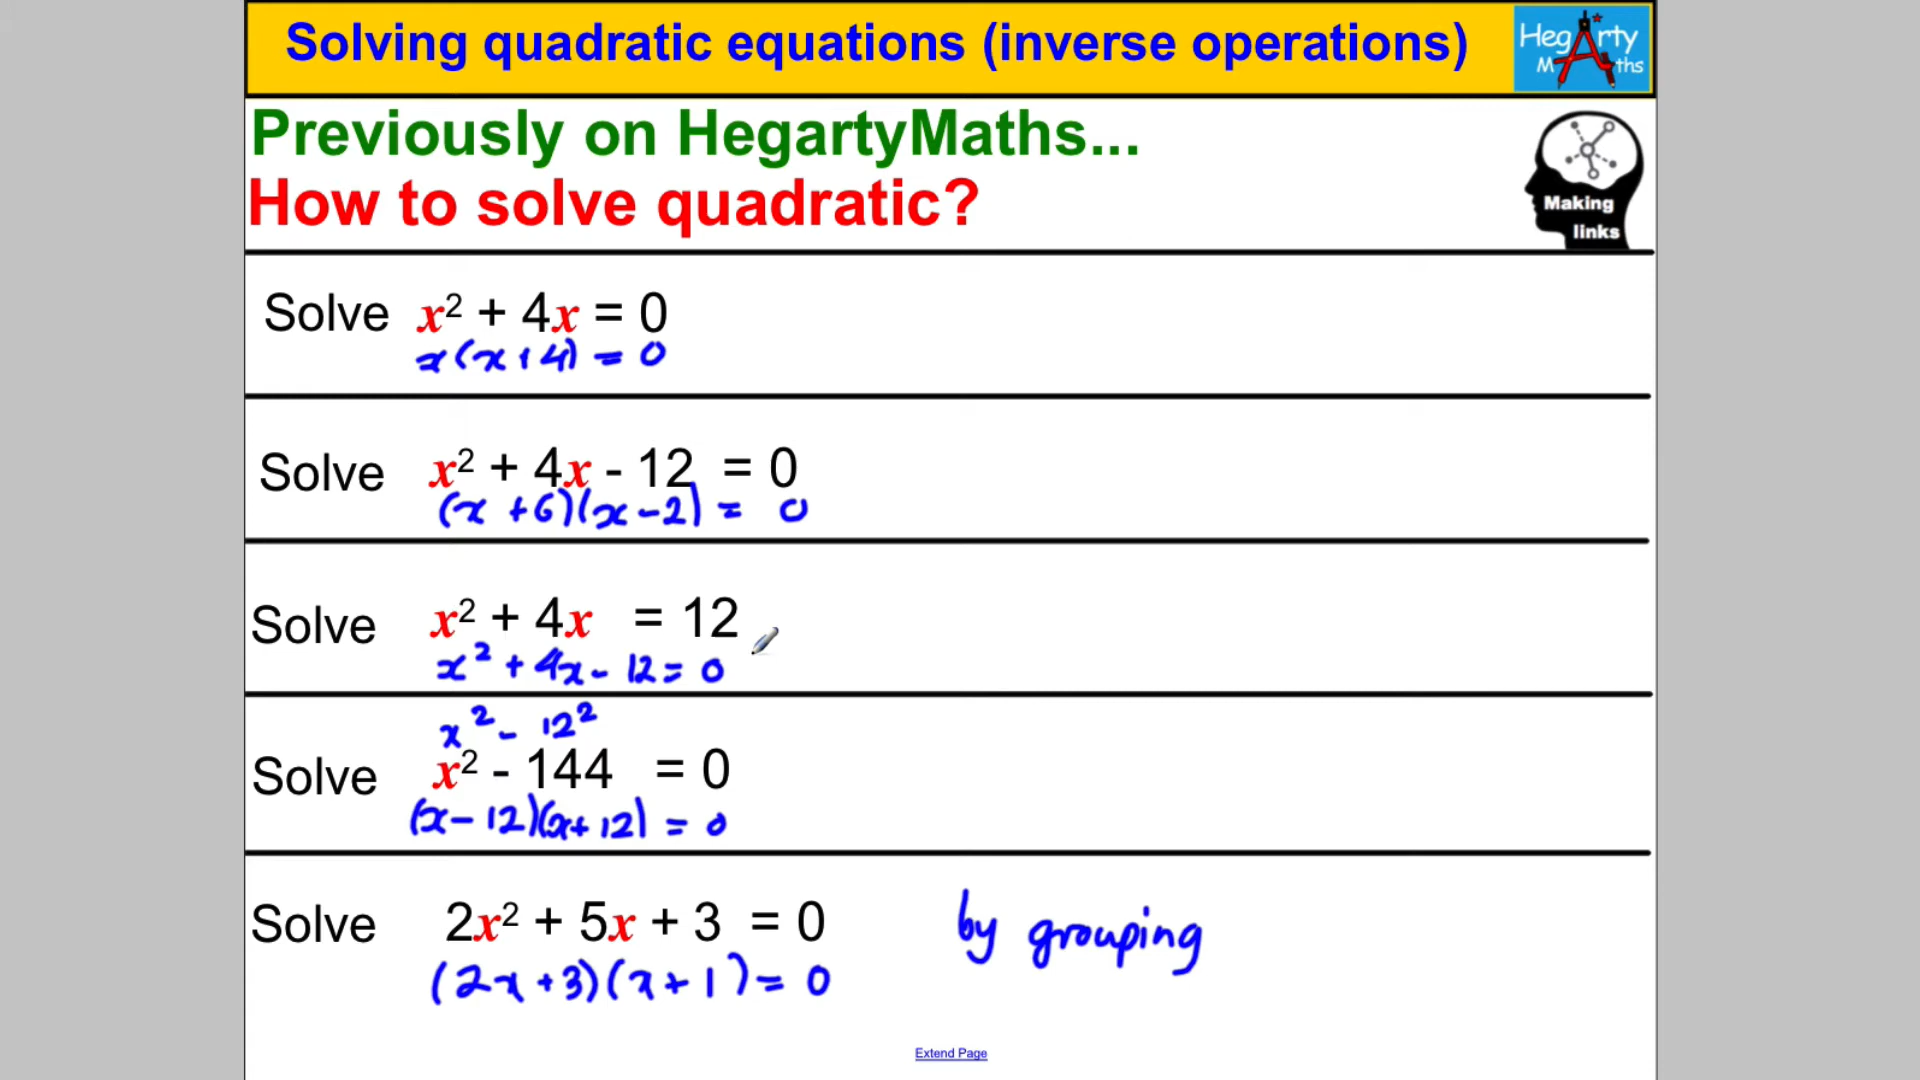 Solving quadratic equations (inverse operations)
Hegarty
Maths
Previously on HegartyMaths...
How to solve quadratic?
Making
links
Solve x² + 4x = 0
x(x+4) = 0
Solve x² + 4x - 12 = 0
(x +6)(x-2) = 0
Solve x² + 4x = 12
x² + 4x - 12 = 0
x² - 12²
Solve x² - 144 = 0
(x-12)(x+12) = 0
Solve 2x² + 5x + 3 = 0 by grouping
(2x+3)(x+1) = 0
Extend Page